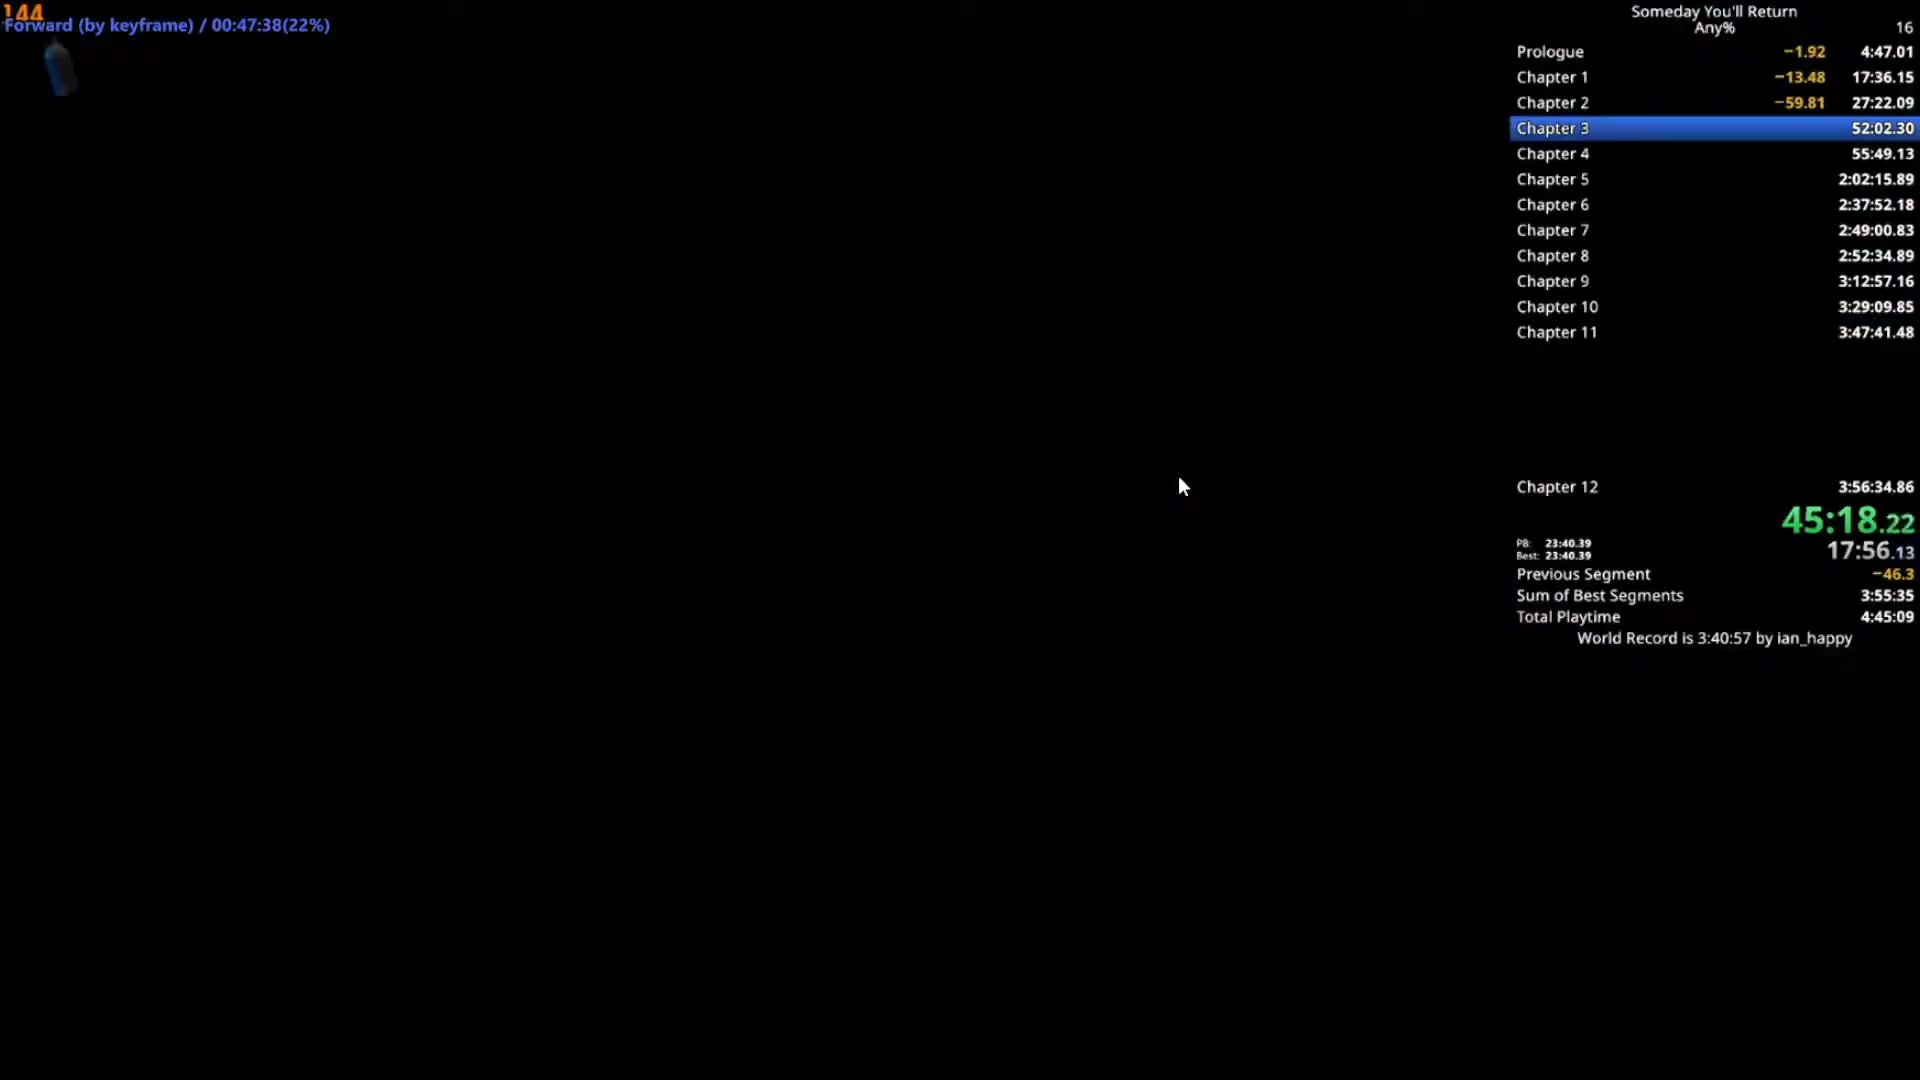 144
Forward (by keyframe) / 00:47:38(22%)
Someday You'll Return
Any% 16
Prologue −1.92 4:47.01
Chapter 1 −13.48 17:36.15
Chapter 2 −59.81 27:22.09
Chapter 3 52:02.30
Chapter 4 55:49.13
Chapter 5 2:02:15.89
Chapter 6 2:37:52.18
Chapter 7 2:49:00.83
Chapter 8 2:52:34.89
Chapter 9 3:12:57.16
Chapter 10 3:29:09.85
Chapter 11 3:47:41.48
Chapter 12 3:56:34.86
45:18.22
PB: 23:40.39
Best: 23:40.39
17:56.13
Previous Segment −46.3
Sum of Best Segments 3:55:35
Total Playtime 4:45:09
World Record is 3:40:57 by ian_happy